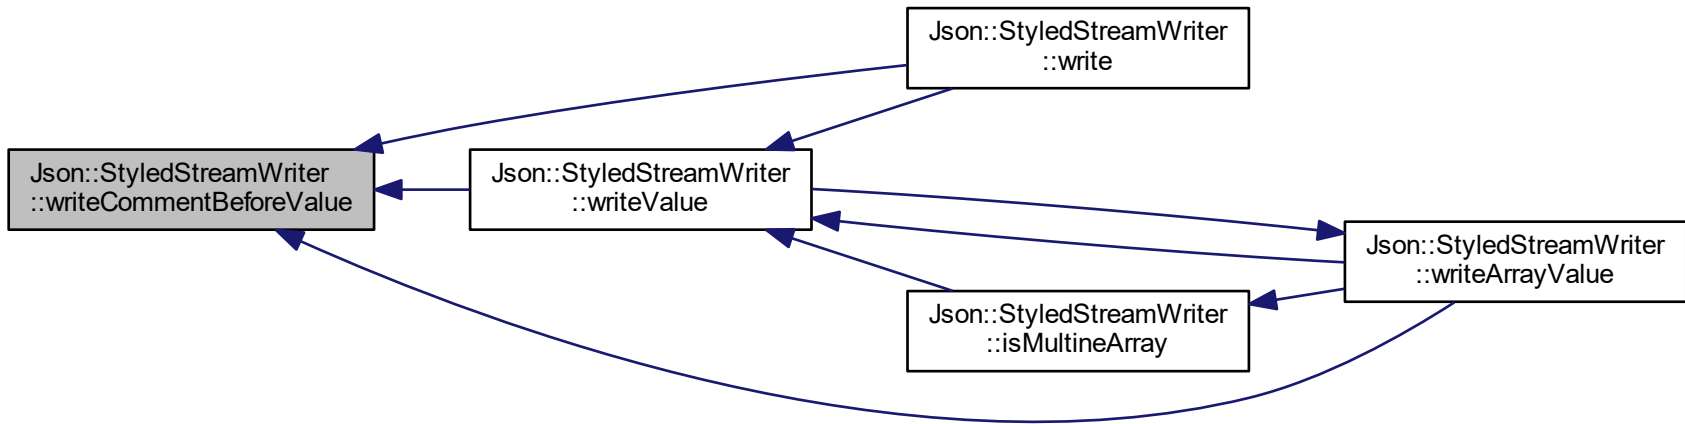 Json::StyledStreamWriter
::write
Json::StyledStreamWriter
::writeCommentBeforeValue
Json::StyledStreamWriter
::writeValue
Json::StyledStreamWriter
::writeArrayValue
Json::StyledStreamWriter
::isMultineArray